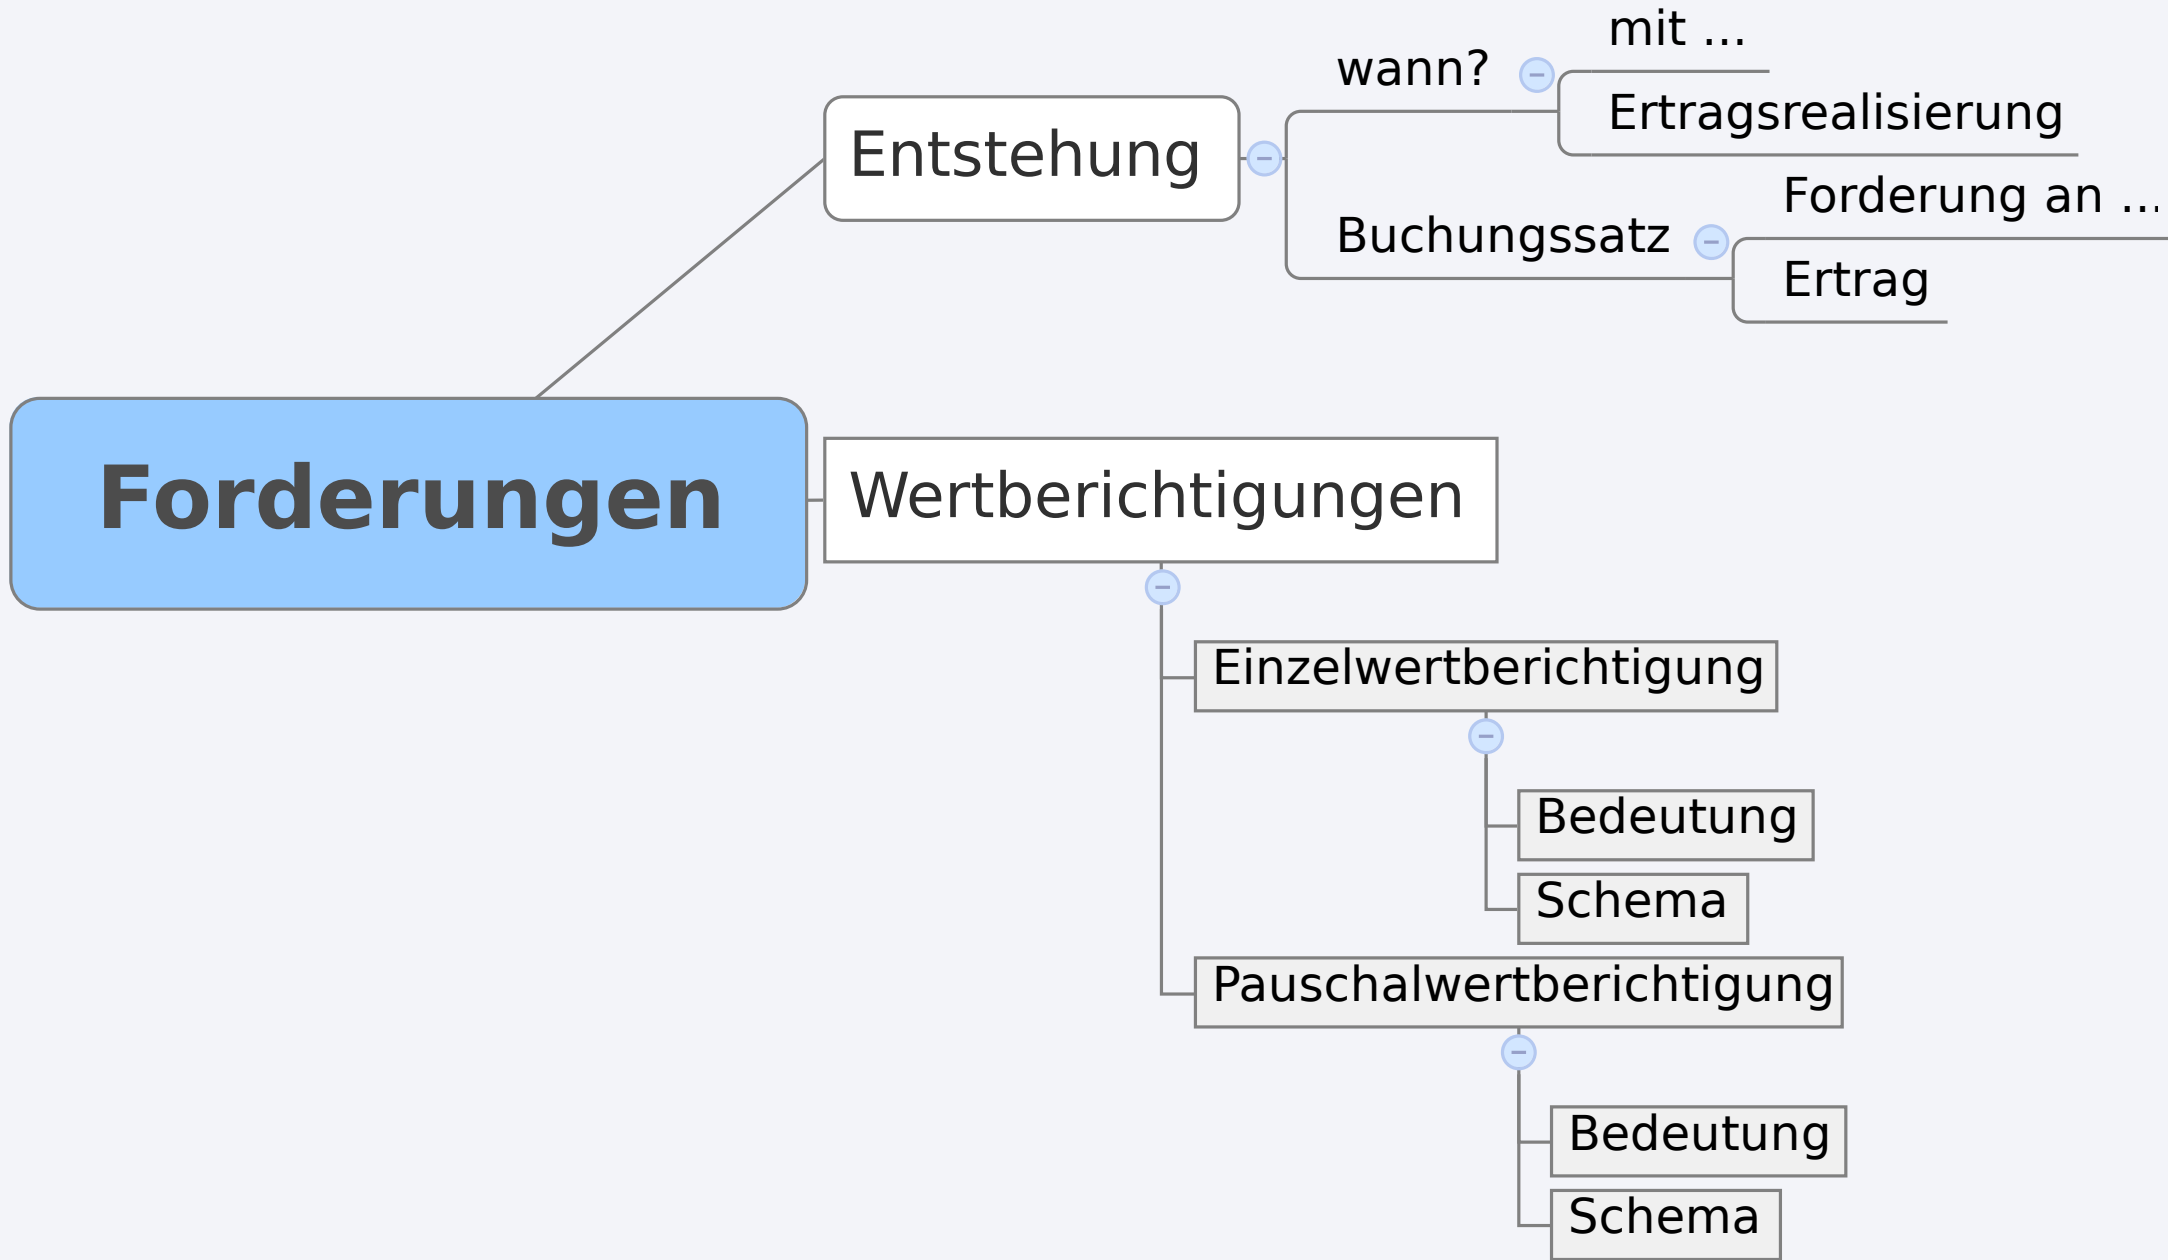 mit ...
wann?
Ertragsrealisierung
Entstehung
Forderung an ...
Buchungssatz
Ertrag
Forderungen
Wertberichtigungen
Einzelwertberichtigung
Bedeutung
Schema
Pauschalwertberichtigung
Bedeutung
Schema